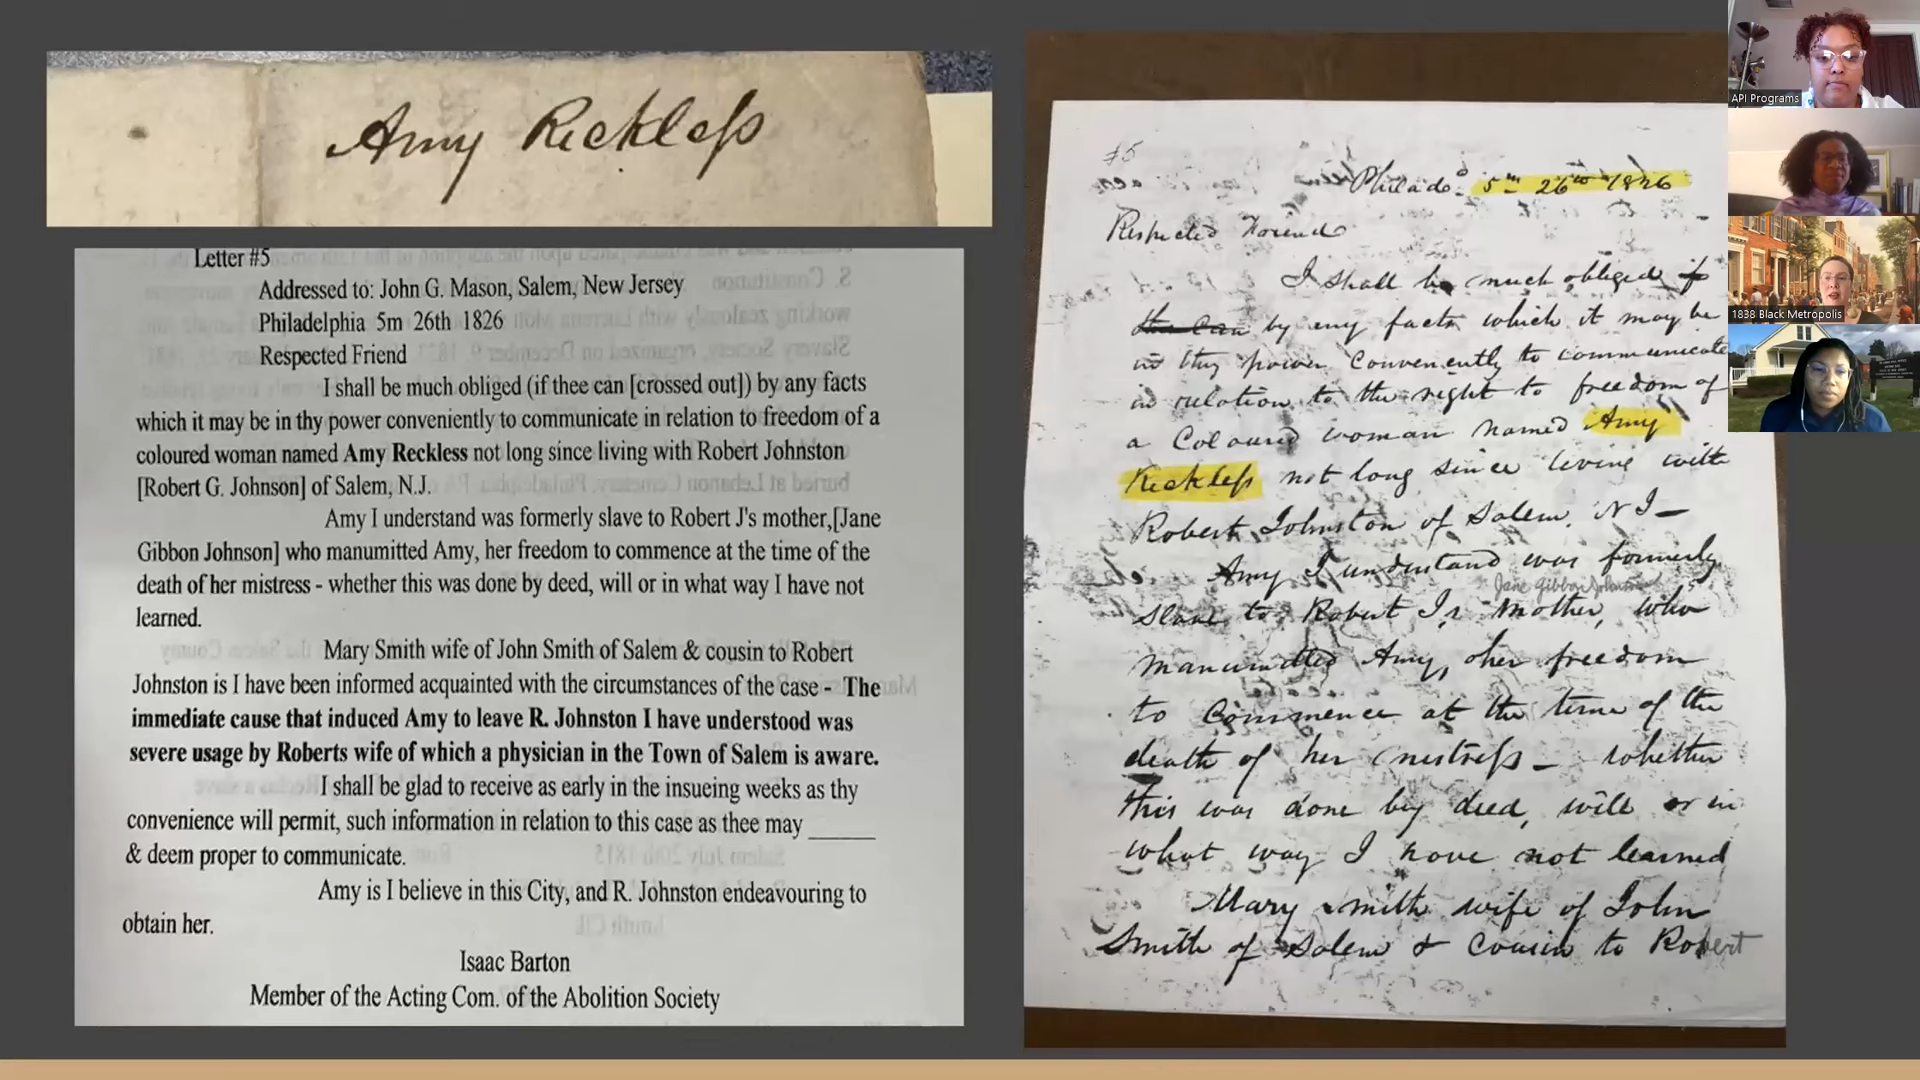 Amy Reckless
Letter #5
Addressed to: John G. Mason, Salem, New Jersey
Philadelphia 5m 26th 1826
Respected Friend
I shall be much obliged (if thee can [crossed out]) by any facts
which it may be in thy power conveniently to communicate in relation to freedom of a
coloured woman named Amy Reckless not long since living with Robert Johnston
[Robert G. Johnson] of Salem, N.J.
Amy I understand was formerly slave to Robert J's mother,[Jane
Gibbon Johnson] who manumitted Amy, her freedom to commence at the time of the
death of her mistress - whether this was done by deed, will or in what way I have not
learned.
Mary Smith wife of John Smith of Salem & cousin to Robert
Johnston is I have been informed acquainted with the circumstances of the case - The
immediate cause that induced Amy to leave R. Johnston I have understood was
severe usage by Roberts wife of which a physician in the Town of Salem is aware.
I shall be glad to receive as early in the insueing weeks as thy
convenience will permit, such information in relation to this case as thee may ______
& deem proper to communicate.
Amy is I believe in this City, and R. Johnston endeavouring to
obtain her.
Isaac Barton
Member of the Acting Com. of the Abolition Society
#5
Philada 5m 26th 1826
Respected Friend
I shall be much obliged if
thee can by any facts which it may be
in thy power conveniently to communicate
in relation to the right to freedom of
a Coloured woman named Amy
Reckless not long since living with
Robert Johnston of Salem, NJ—
Amy I understand was formerly
Jane Gibbon Johnson
slave to Robert Js mother, who
manumitted Amy, her freedom
to commence at the time of the
death of her mistress — whether
this was done by deed, will or in
what way I have not learned
Mary Smith wife of John
Smith of Salem & cousin to Robert
API Programs
1838 Black Metropolis